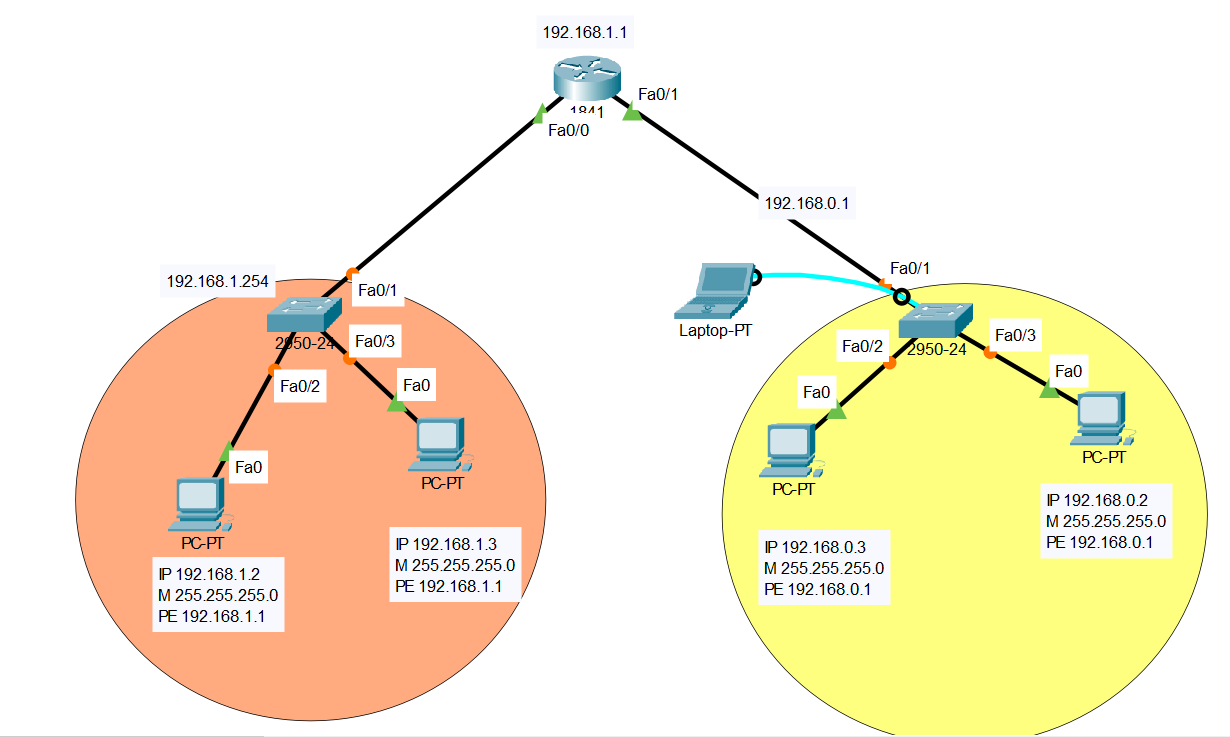 192.168.1.1
Fa0/1
1841
Fa0/0
192.168.0.1
192.168.1.254
Fa0/1
Fa0/1
Laptop-PT
2950-24
Fa0/3
Fa0/2
Fa0
Fa0
PC-PT
PC-PT
2950-24
Fa0/2
Fa0/3
Fa0
Fa0
PC-PT
PC-PT
IP 192.168.1.2
M 255.255.255.0
PE 192.168.1.1
IP 192.168.1.3
M 255.255.255.0
PE 192.168.1.1
IP 192.168.0.3
M 255.255.255.0
PE 192.168.0.1
IP 192.168.0.2
M 255.255.255.0
PE 192.168.0.1